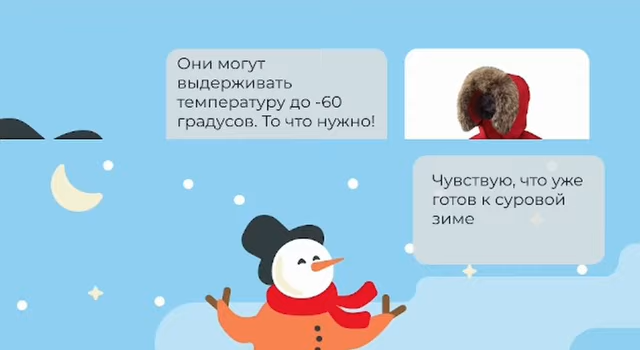 Они могут
выдерживать
температуру до -60
градусов. То что нужно!
Чувствую, что уже
готов к суровой
зиме